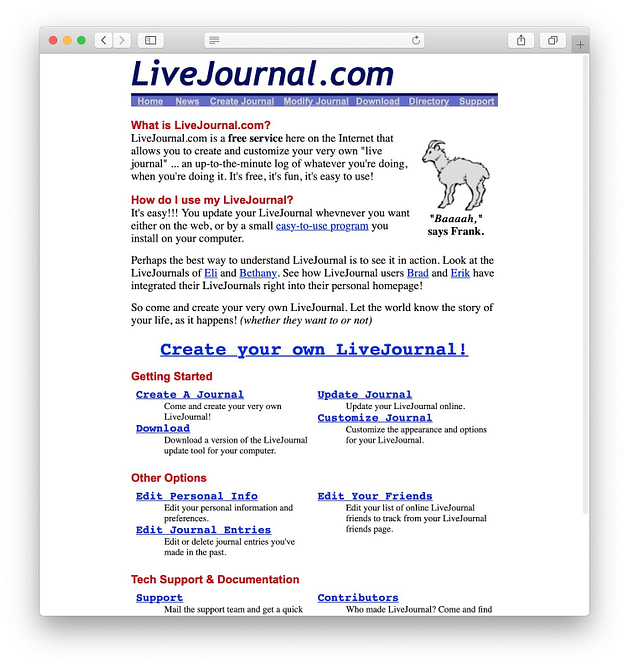 LiveJournal.com
Home News Create Journal Modify Journal Download Directory Support
What is LiveJournal.com?
LiveJournal.com is a free service here on the Internet that
allows you to create and customize your very own "live
journal" ... an up-to-the-minute log of whatever you're doing,
when you're doing it. It's free, it's fun, it's easy to use!
How do I use my LiveJournal?
It's easy!!! You update your LiveJournal whevnever you want
either on the web, or by a small easy-to-use program you
install on your computer.
"Baaaah,"
says Frank.
Perhaps the best way to understand LiveJournal is to see it in action. Look at the
LiveJournals of Eli and Bethany. See how LiveJournal users Brad and Erik have
integrated their LiveJournals right into their personal homepage!
So come and create your very own LiveJournal. Let the world know the story of
your life, as it happens! (whether they want to or not)
Create your own LiveJournal!
Getting Started
Create A Journal
Come and create your very own
LiveJournal!
Download
Download a version of the LiveJournal
update tool for your computer.
Update Journal
Update your LiveJournal online.
Customize Journal
Customize the appearance and options
for your LiveJournal.
Other Options
Edit Personal Info
Edit your personal information and
preferences.
Edit Journal Entries
Edit or delete journal entries you've
made in the past.
Edit Your Friends
Edit your list of online LiveJournal
friends to track from your LiveJournal
friends page.
Tech Support & Documentation
Support
Mail the support team and get a quick
Contributors
Who made LiveJournal? Come and find